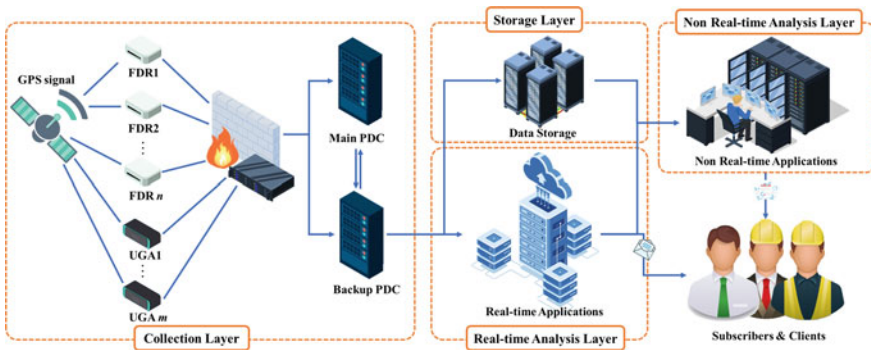 GPS signal
FDR1
FDR2
FDR n
UGA1
UGA m
Main PDC
Backup PDC
Collection Layer
Storage Layer
Data Storage
Real-time Applications
Real-time Analysis Layer
Non Real-time Analysis Layer
Non Real-time Applications
Subscribers & Clients